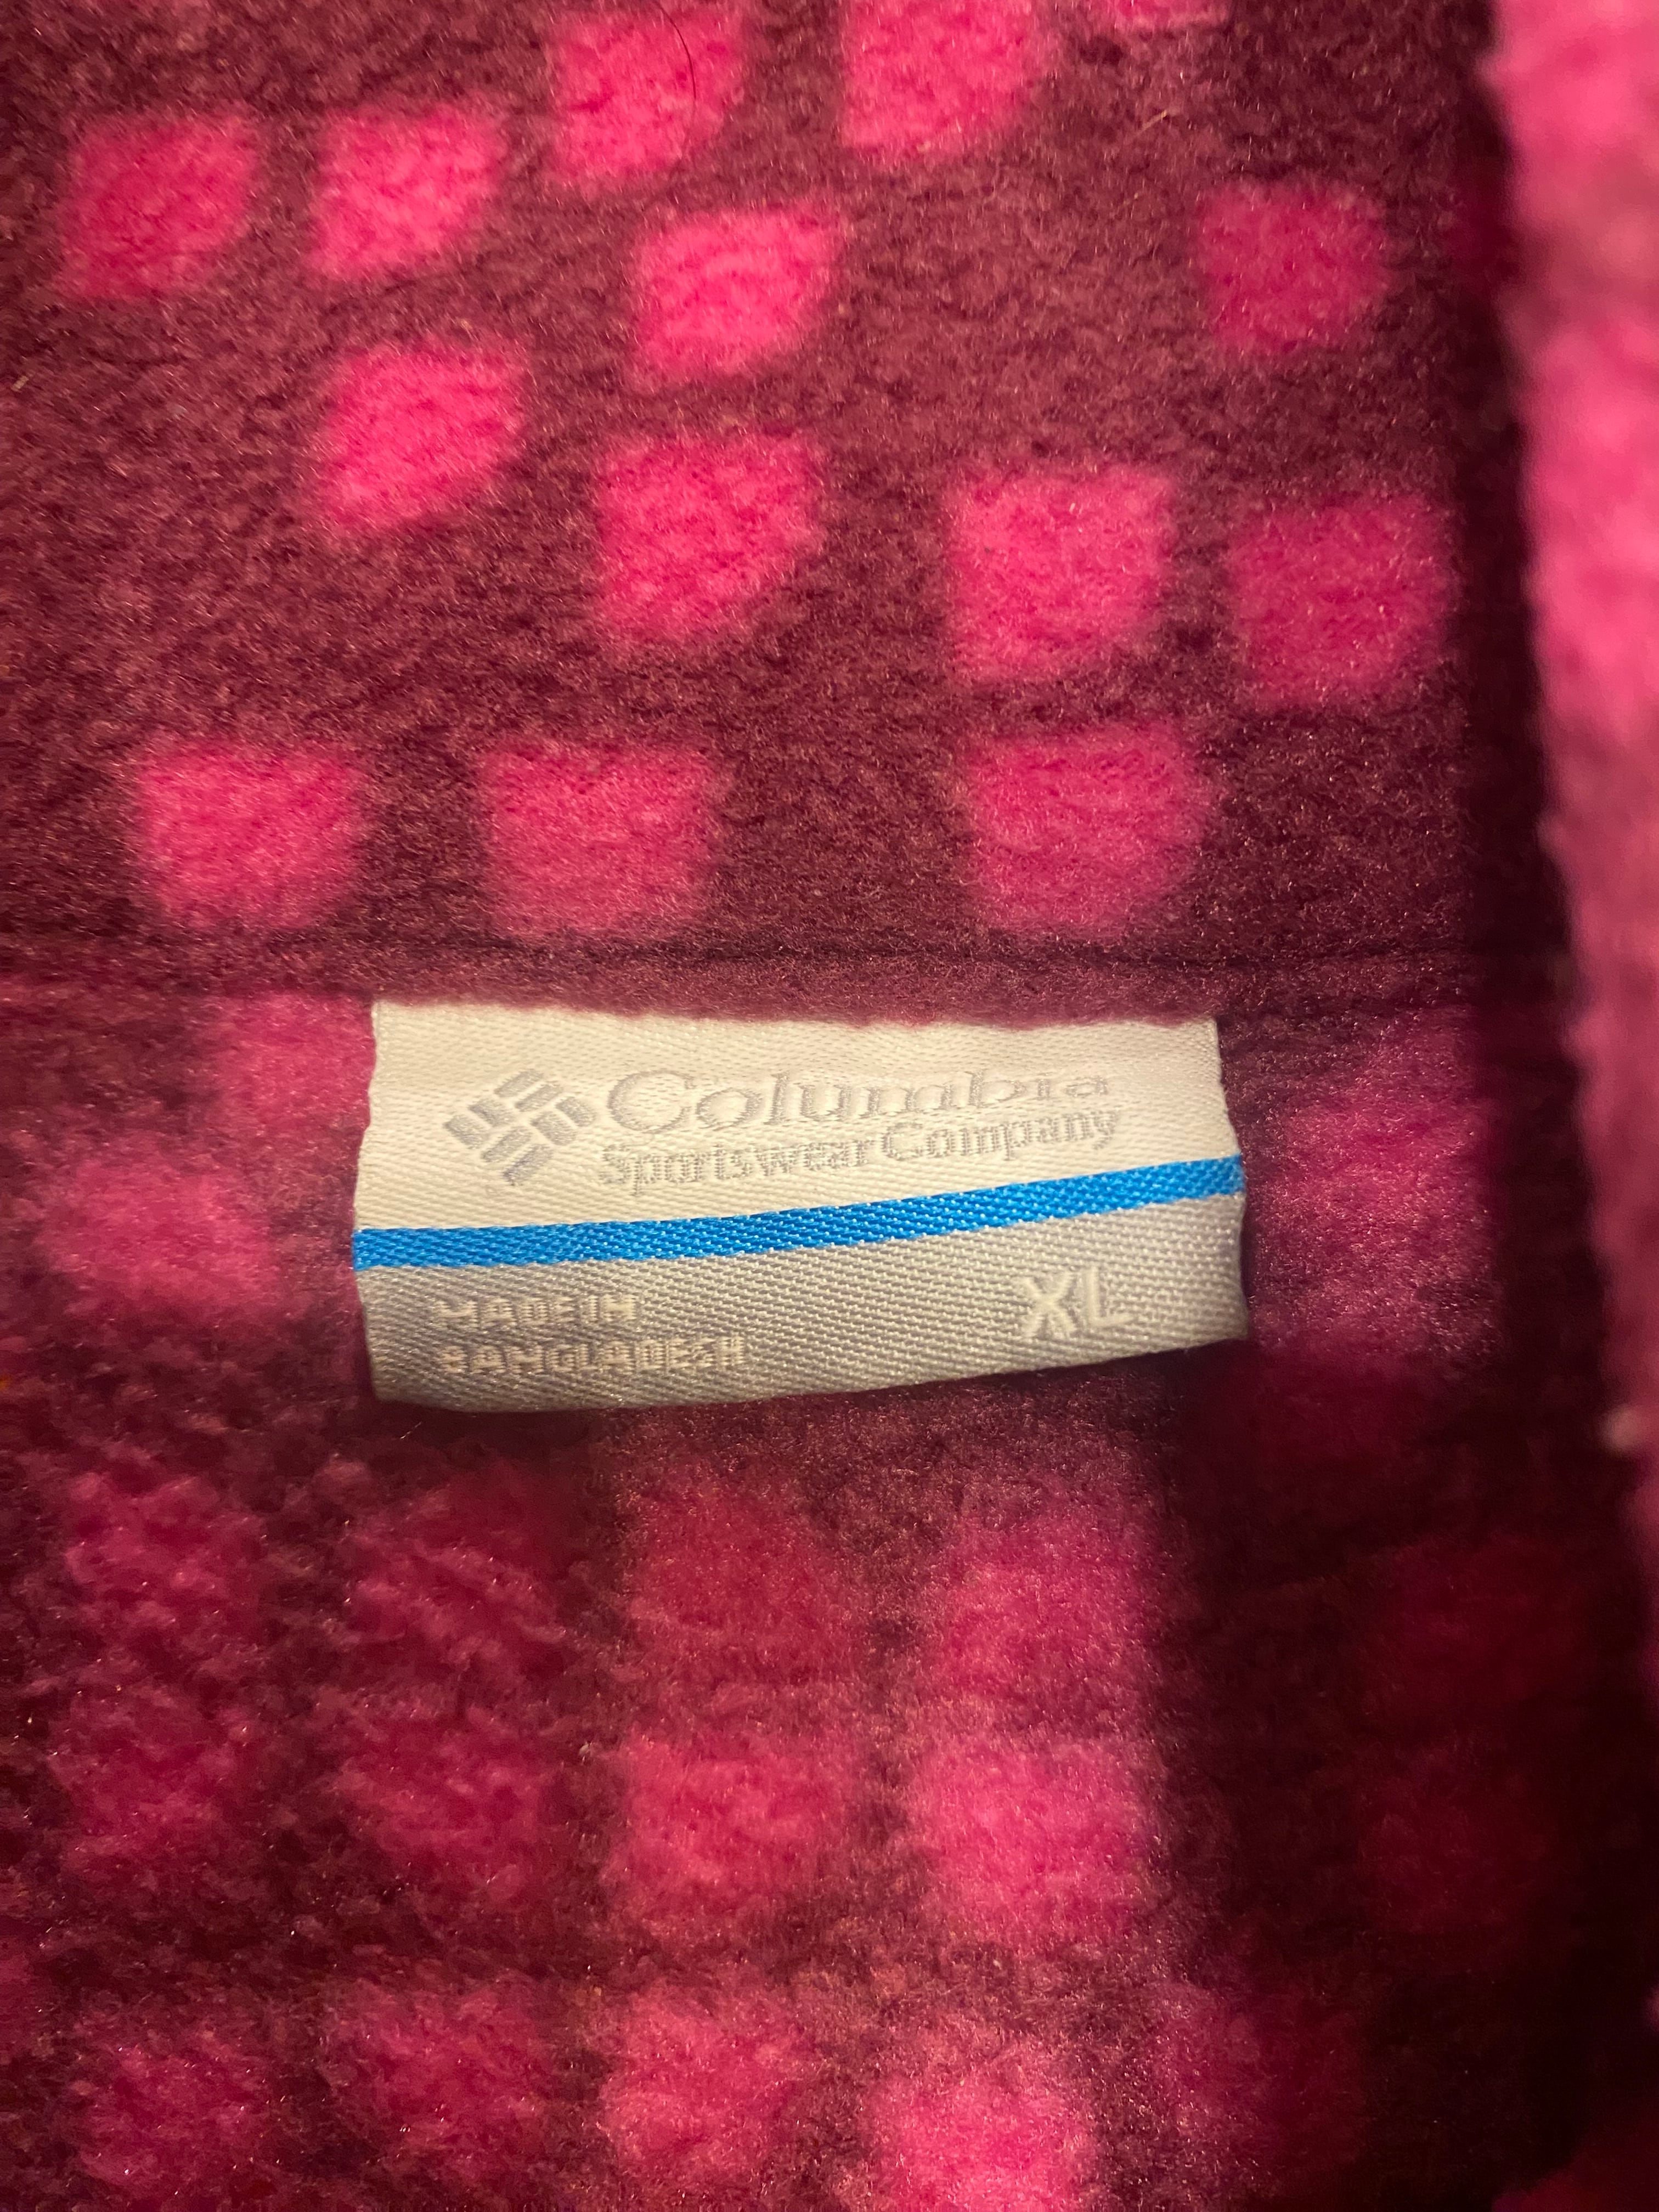 Columbia
Sportswear Company
MADE IN
BANGLADESH
XL